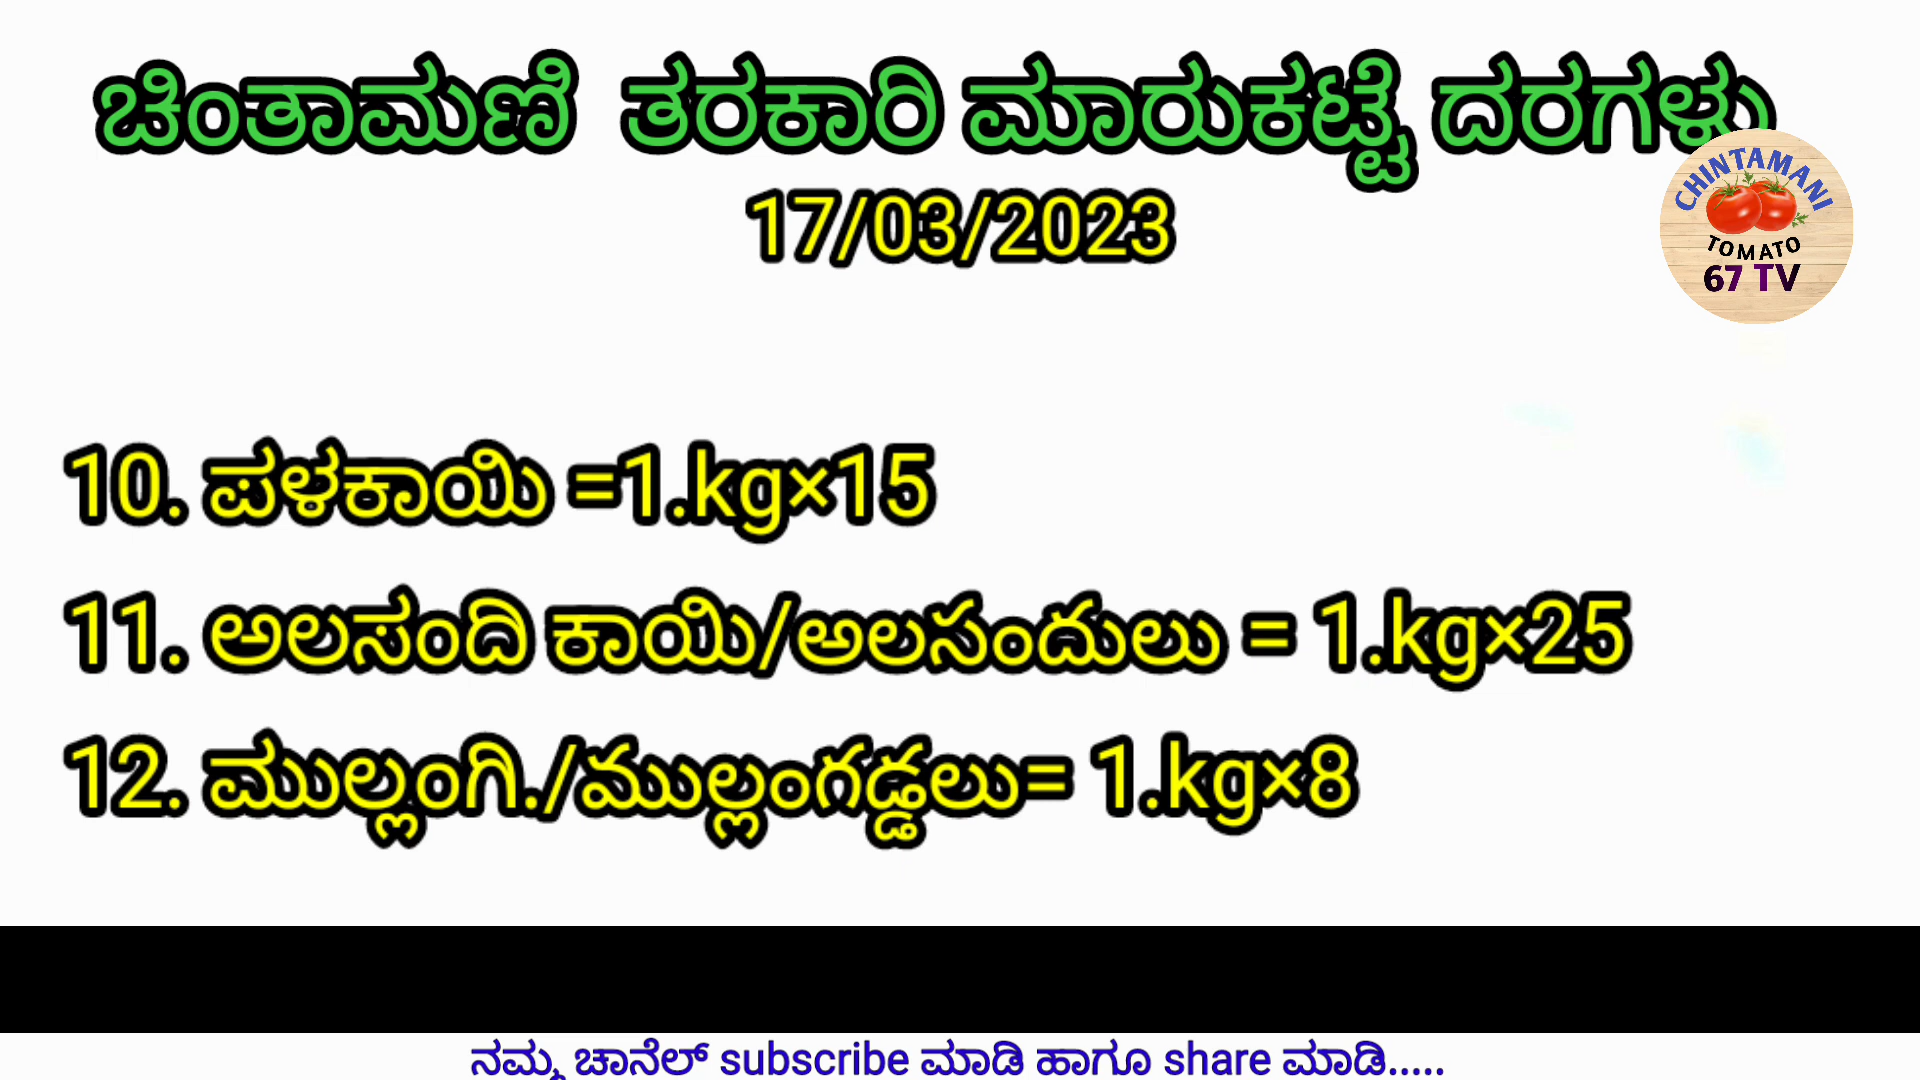 ಚಿಂತಾಮಣಿ ತರಕಾರಿ ಮಾರುಕಟ್ಟೆ ದರಗಳು
17/03/2023
CHINTAMANI
TOMATO
67 TV
10. ಪಳಕಾಯಿ =1.kg×15
11. ಅಲಸಂದಿ ಕಾಯಿ/ಅಲಸಂದುಲು = 1.kg×25
12. ಮುಲ್ಲಂಗಿ./ಮುಲ್ಲಂಗಡ್ಡಲು= 1.kg×8
ನಮ್ಮ ಚಾನೆಲ್ subscribe ಮಾಡಿ ಹಾಗೂ share ಮಾಡಿ.....